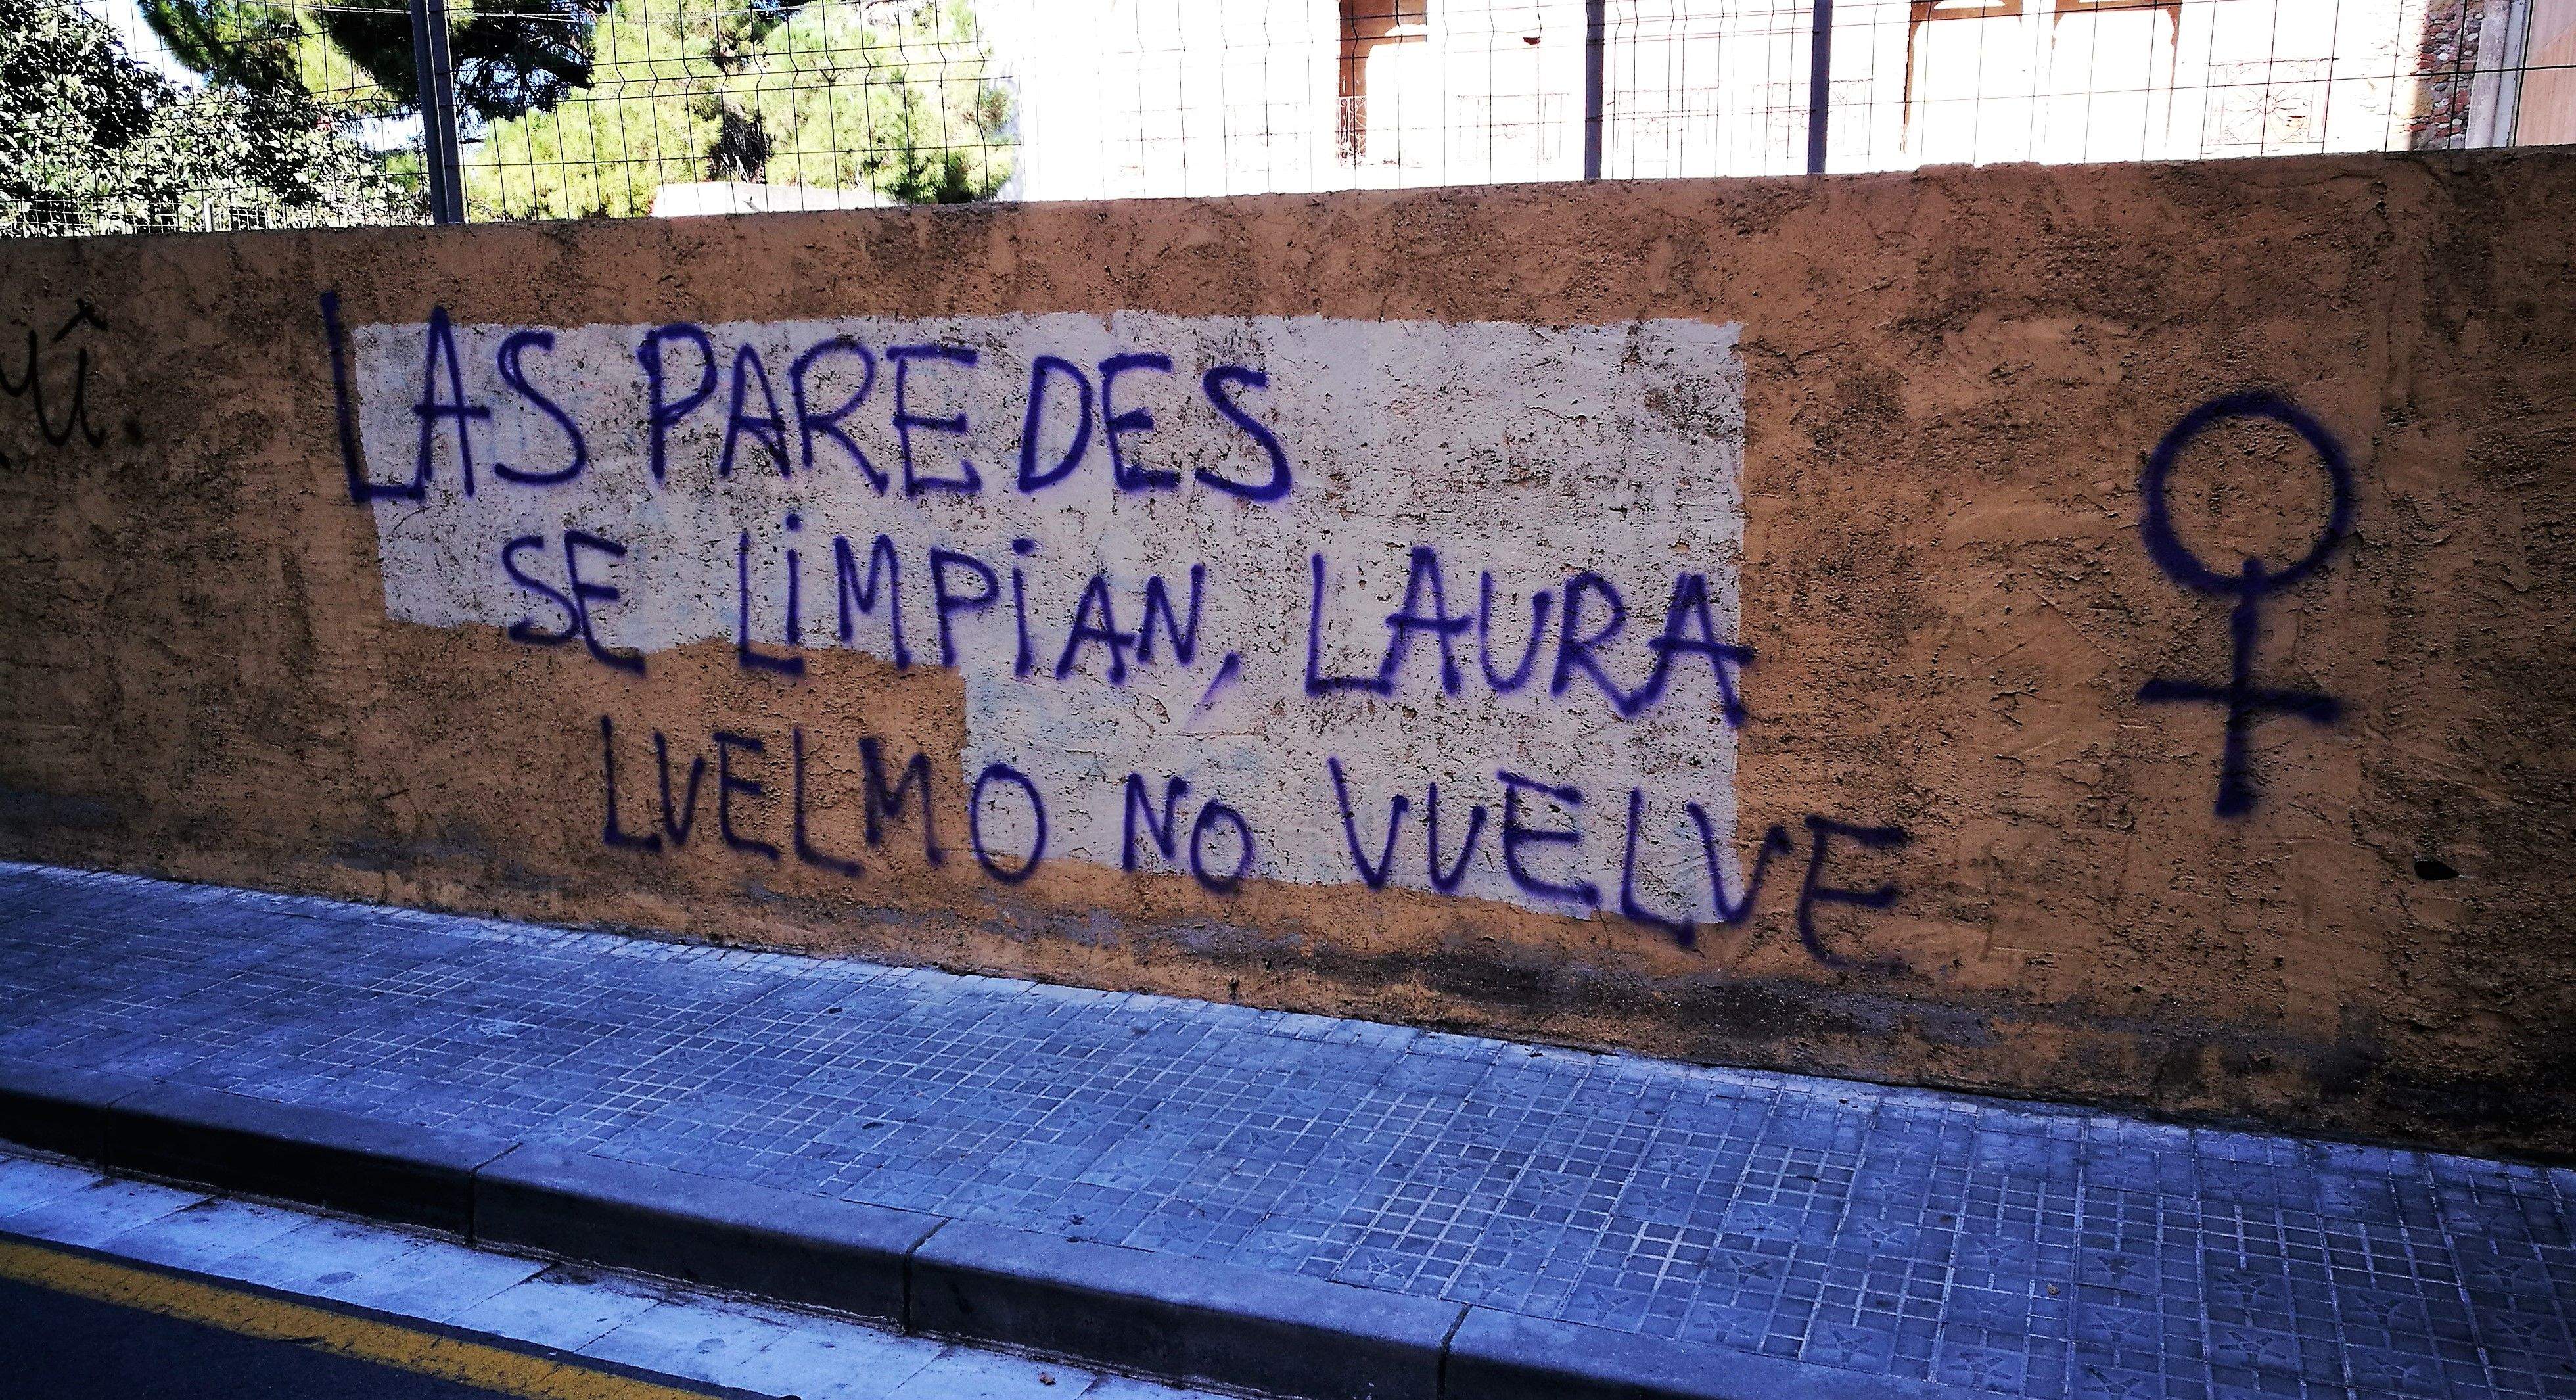 LAS PAREDES
SE LIMPIAN, LAURA
LUELMO NO VUELVE